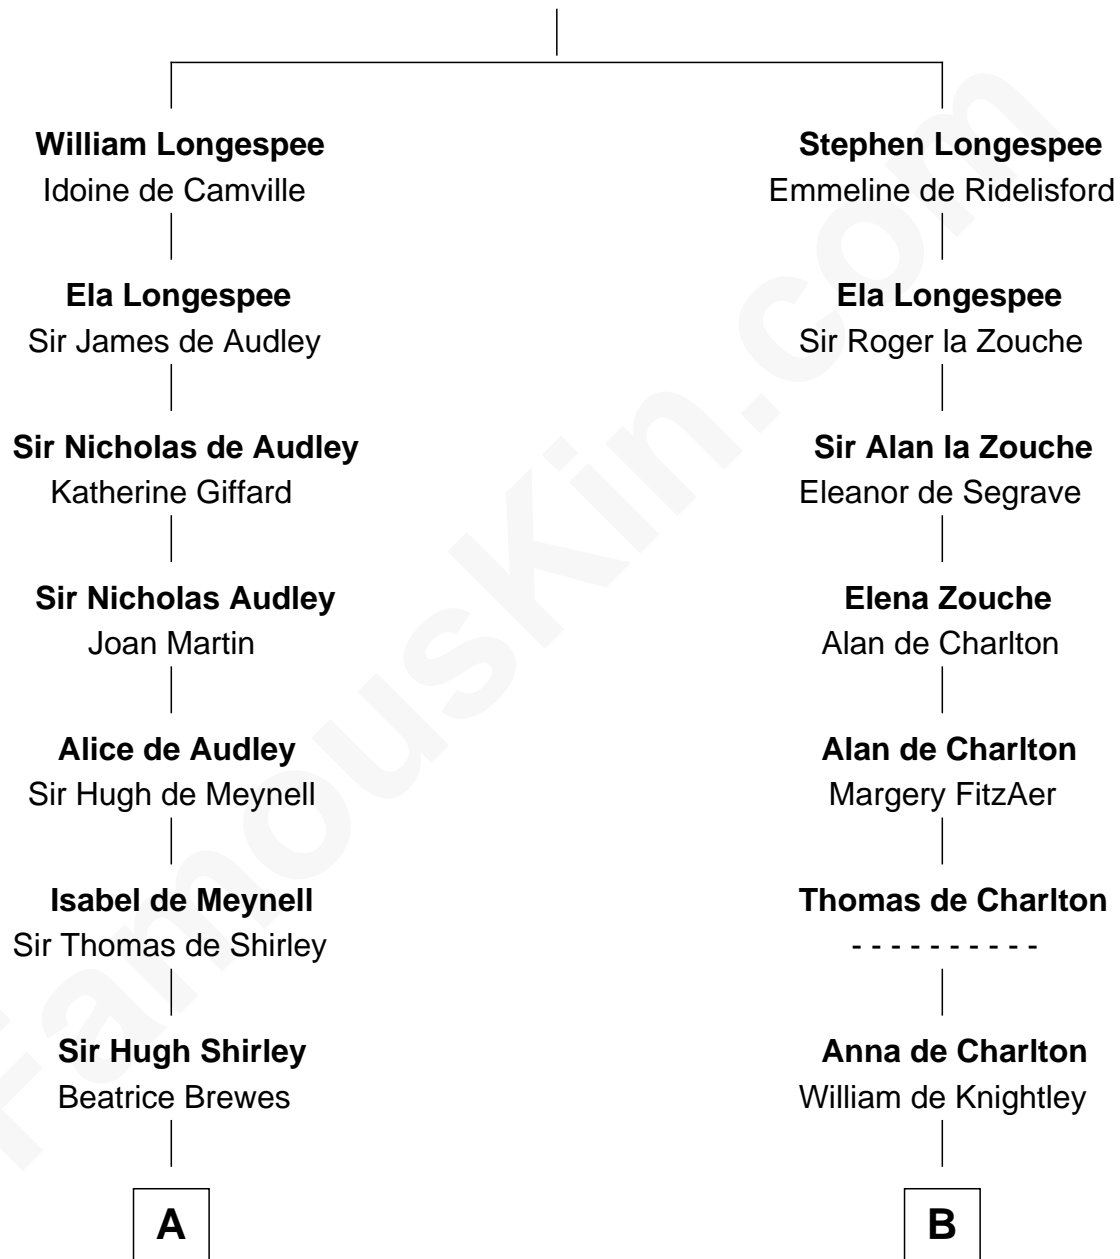 William Longespee
Idoine de Camville
Ela Longespee
Sir James de Audley
Sir Nicholas de Audley
Katherine Giffard
Sir Nicholas Audley
Joan Martin
Alice de Audley
Sir Hugh de Meynell
Isabel de Meynell
Sir Thomas de Shirley
Sir Hugh Shirley
Beatrice Brewes
A
Stephen Longespee
Emmeline de Ridelisford
Ela Longespee
Sir Roger la Zouche
Sir Alan la Zouche
Eleanor de Segrave
Elena Zouche
Alan de Charlton
Alan de Charlton
Margery FitzAer
Thomas de Charlton
- - - - - - - - - -
Anna de Charlton
William de Knightley
B
FamousKin.com